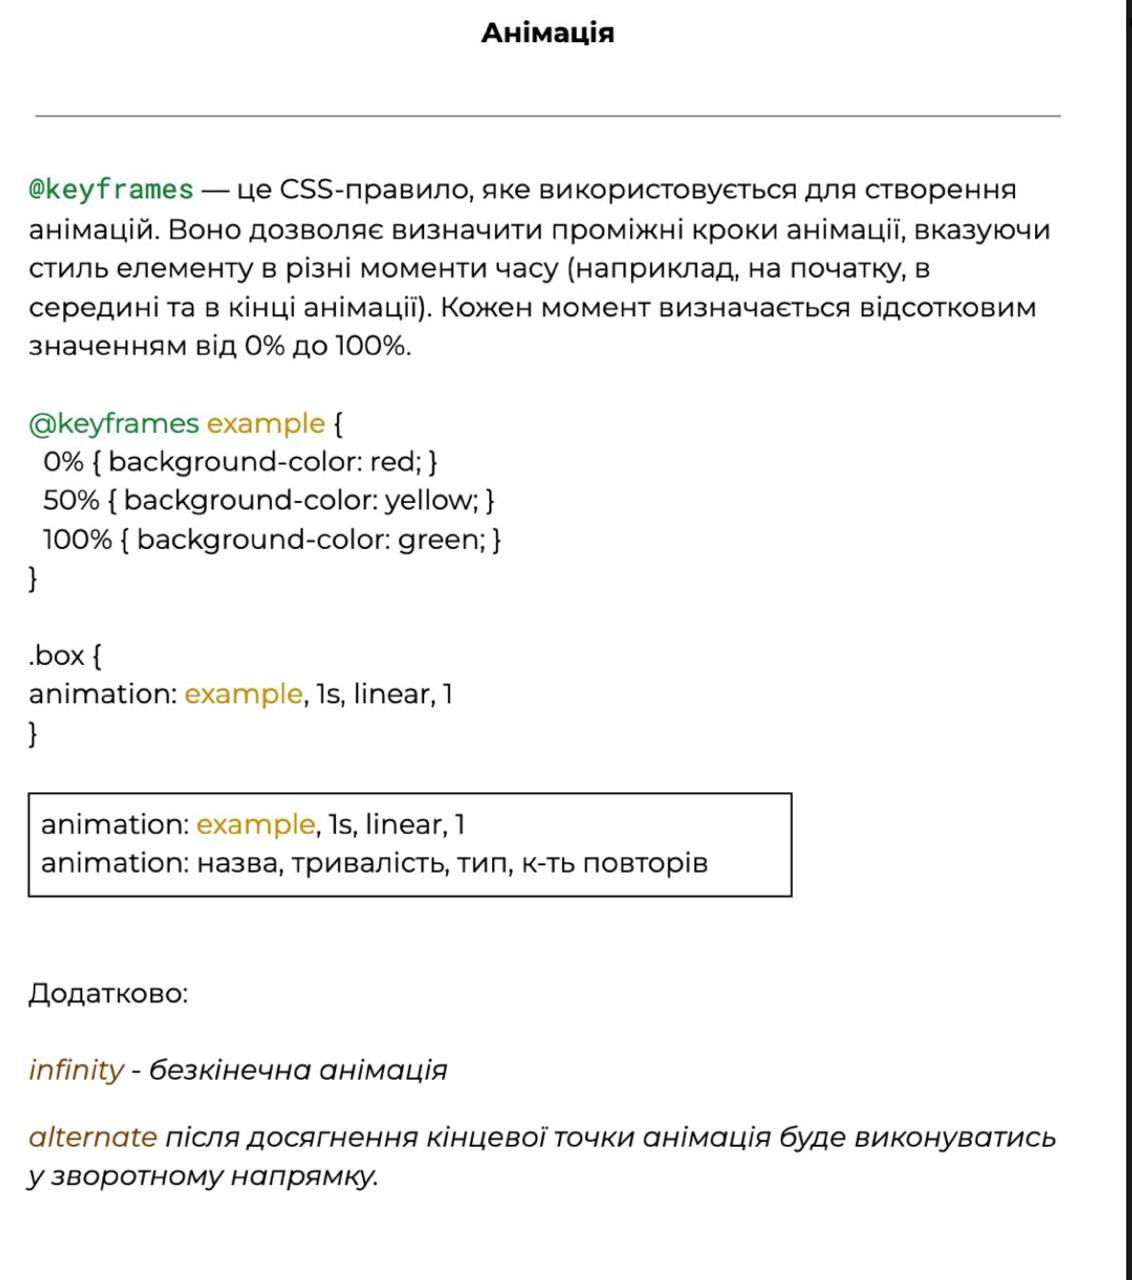 Анімація
@keyframes — це CSS-правило, яке використовується для створення
анімацій. Воно дозволяє визначити проміжні кроки анімації, вказуючи
стиль елементу в різні моменти часу (наприклад, на початку, в
середині та в кінці анімації). Кожен момент визначається відсотковим
значенням від 0% до 100%.
@keyframes example {
0% { background-color: red; }
50% { background-color: yellow; }
100% { background-color: green; }
}
.box {
animation: example, 1s, linear, 1
}
animation: example, 1s, linear, 1
animation: назва, тривалість, тип, к-ть повторів
Додатково:
infinity - безкінечна анімація
alternate після досягнення кінцевої точки анімація буде виконуватись
у зворотному напрямку.